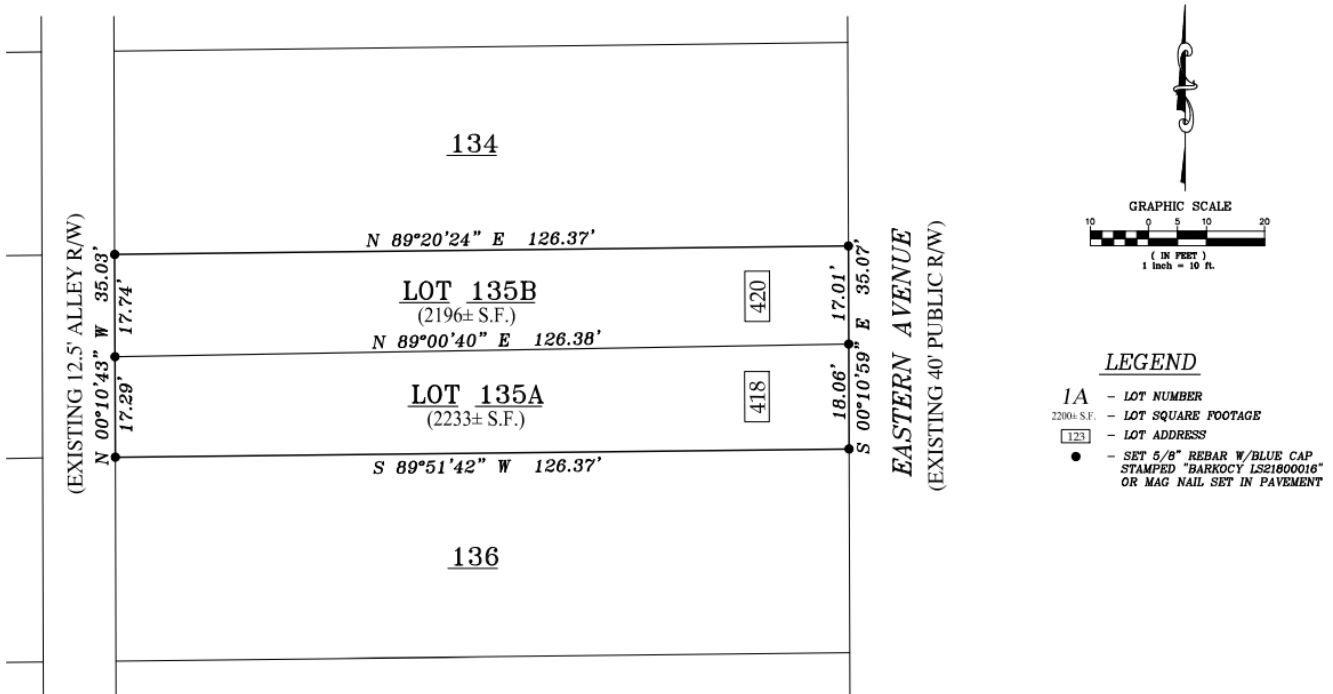 134
N 89°20'24" E 126.37'
LOT 135B
(2196± S.F.)
420
N 89°00'40" E 126.38'
LOT 135A
(2233± S.F.)
418
S 89°51'42" W 126.37'
136
(EXISTING 12.5' ALLEY R/W)
N 00°10'43" W 35.03'
17.74'
17.29'
17.01'
18.06'
S 00°10'59" E 35.07'
EASTERN AVENUE
(EXISTING 40' PUBLIC R/W)
GRAPHIC SCALE
10 0 5 10 20
( IN FEET )
1 inch = 10 ft.
LEGEND
1A - LOT NUMBER
2200± S.F. - LOT SQUARE FOOTAGE
123 - LOT ADDRESS
- SET 5/8" REBAR W/BLUE CAP
STAMPED "BARKOCY LS21800016"
OR MAG NAIL SET IN PAVEMENT